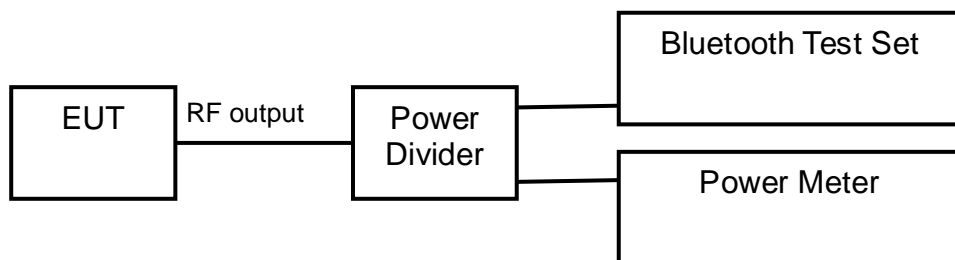 EUT
RF output
Power
Divider
Bluetooth Test Set
Power Meter